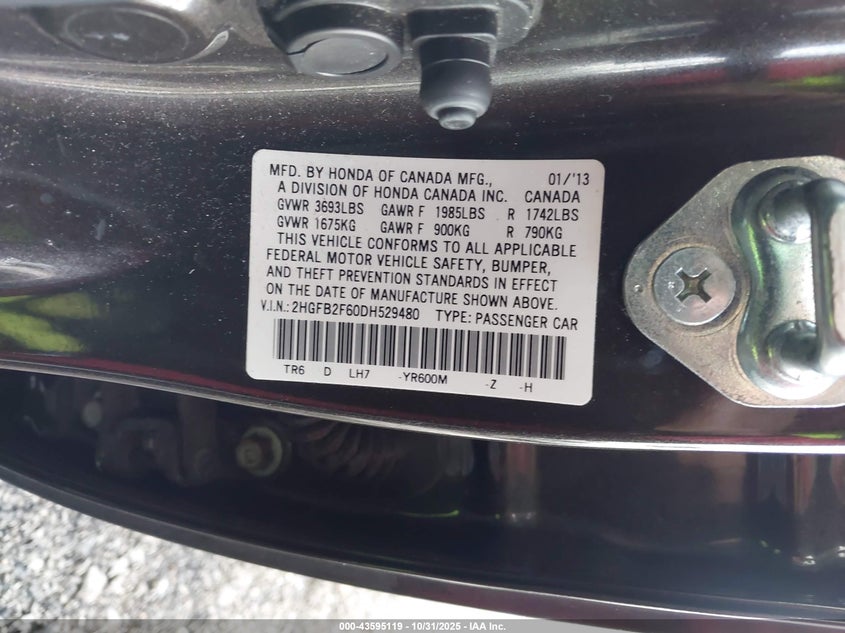 MFD. BY HONDA OF CANADA MFG., 01/'13
A DIVISION OF HONDA CANADA INC. CANADA
GVWR 3693LBS GAWR F 1985LBS R 1742LBS
GVWR 1675KG GAWR F 900KG R 790KG
THIS VEHICLE CONFORMS TO ALL APPLICABLE
FEDERAL MOTOR VEHICLE SAFETY, BUMPER,
AND THEFT PREVENTION STANDARDS IN EFFECT
ON THE DATE OF MANUFACTURE SHOWN ABOVE.
V.I.N.: 2HGFB2F60DH529480 TYPE: PASSENGER CAR
TR6 D LH7 -YR600M -Z -H
000-43595119 | 10/31/2025 | IAA Inc.